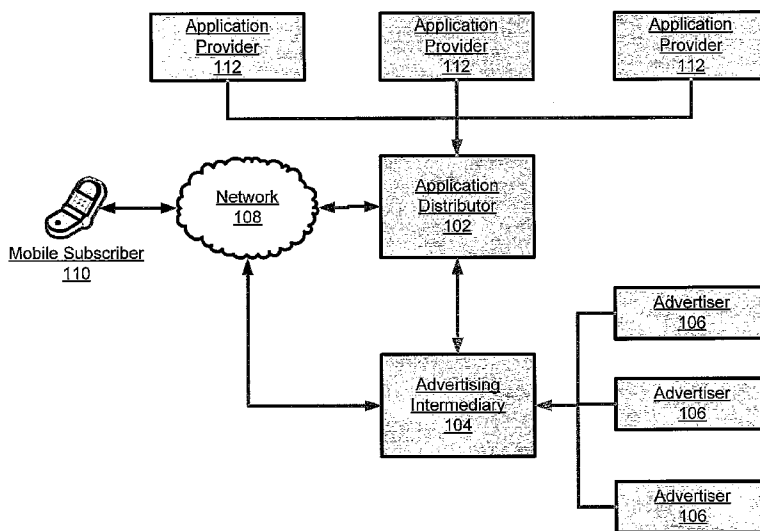 Application
Provider
112
Application
Provider
112
Application
Provider
112
Network
108
Application
Distributor
102
Mobile Subscriber
110
Advertiser
106
Advertising
Intermediary
104
Advertiser
106
Advertiser
106